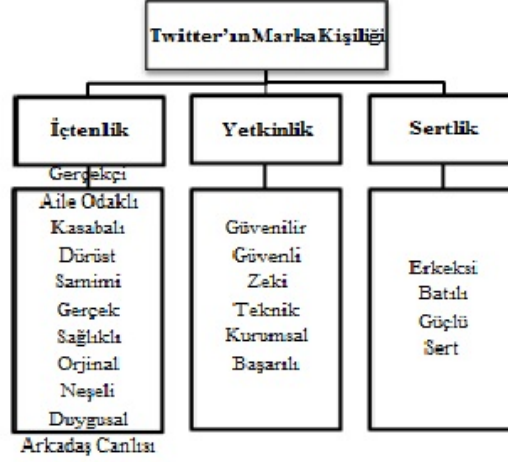 Twitter'ın Marka Kişiliği
İçtenlik
Gerçekçi
Aile Odaklı
Kasabalı
Dürüst
Samimi
Gerçek
Sağlıklı
Orjinal
Neşeli
Duygusal
Arkadaş Canlısı
Yetkinlik
Güvenilir
Güvenli
Zeki
Teknik
Kurumsal
Başarılı
Sertlik
Erkeksi
Batılı
Güçlü
Sert